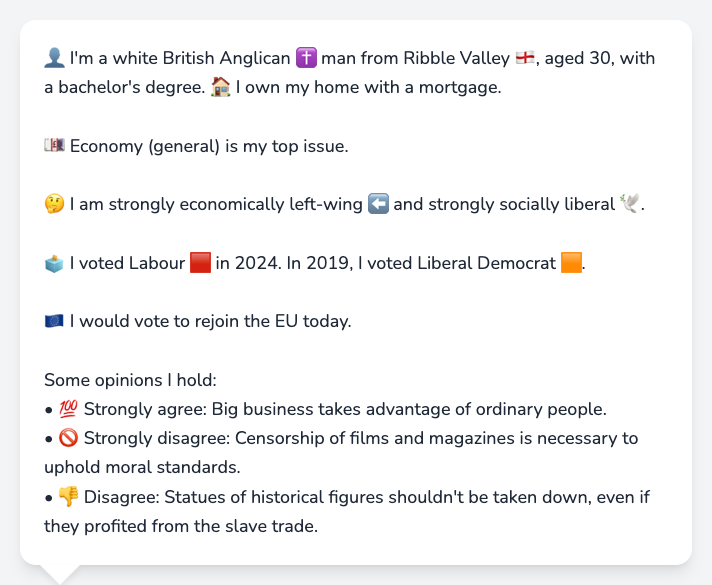 👤 I'm a white British Anglican ✝️ man from Ribble Valley 🏴󠁧󠁢󠁥󠁮󠁧󠁿, aged 30, with
a bachelor's degree. 🏠 I own my home with a mortgage.
💷 Economy (general) is my top issue.
🤔 I am strongly economically left-wing ⬅️ and strongly socially liberal 🕊️.
🗳️ I voted Labour 🟥 in 2024. In 2019, I voted Liberal Democrat 🟧.
🇪🇺 I would vote to rejoin the EU today.
Some opinions I hold:
• 💯 Strongly agree: Big business takes advantage of ordinary people.
• 🚫 Strongly disagree: Censorship of films and magazines is necessary to
uphold moral standards.
• 👎 Disagree: Statues of historical figures shouldn't be taken down, even if
they profited from the slave trade.